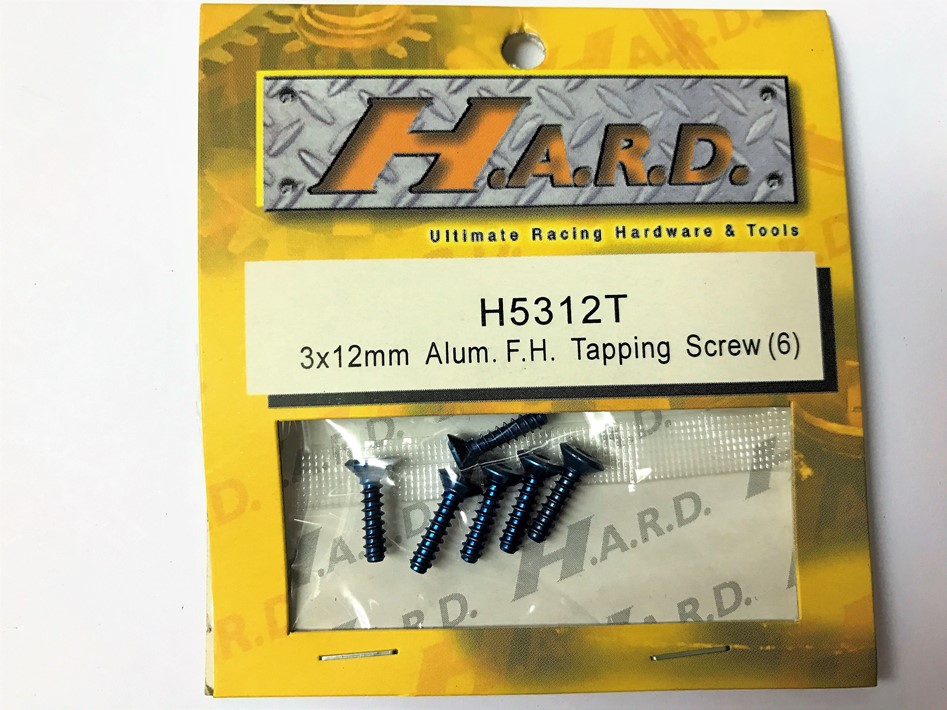 H.A.R.D.
Ultimate Racing Hardware & Tools
H5312T
3x12mm Alum. F.H. Tapping Screw (6)
H.A.R.D.